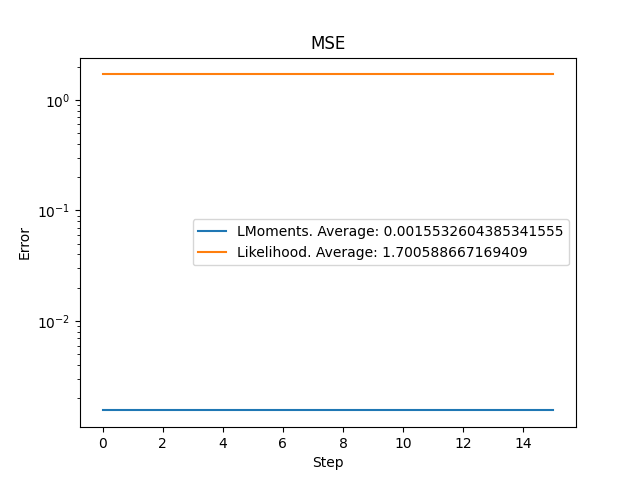 MSE
10⁰
10⁻¹
10⁻²
Error
LMoments. Average: 0.0015532604385341555
Likelihood. Average: 1.700588667169409
0 2 4 6 8 10 12 14
Step